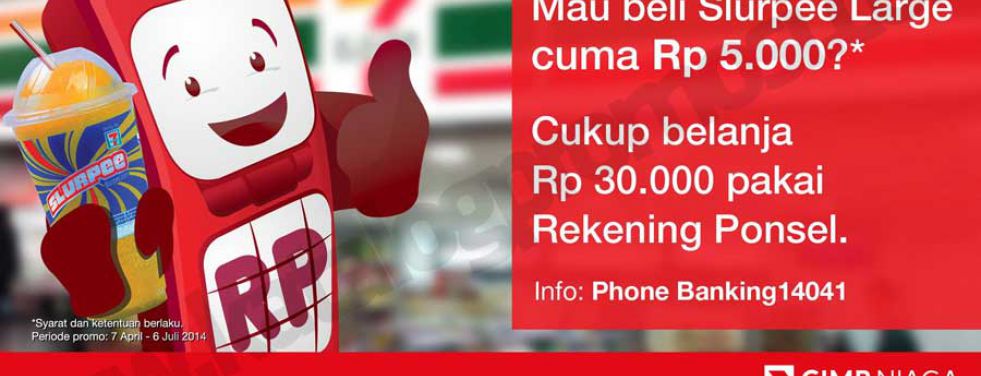 Mau beli Slurpee Large
cuma Rp 5.000?*
Cukup belanja
Rp 30.000 pakai
Rekening Ponsel.
Info: Phone Banking14041
7
SLURPEE
RP
*Syarat dan ketentuan berlaku.
Periode promo: 7 April - 6 Juli 2014
CIMB NIAGA